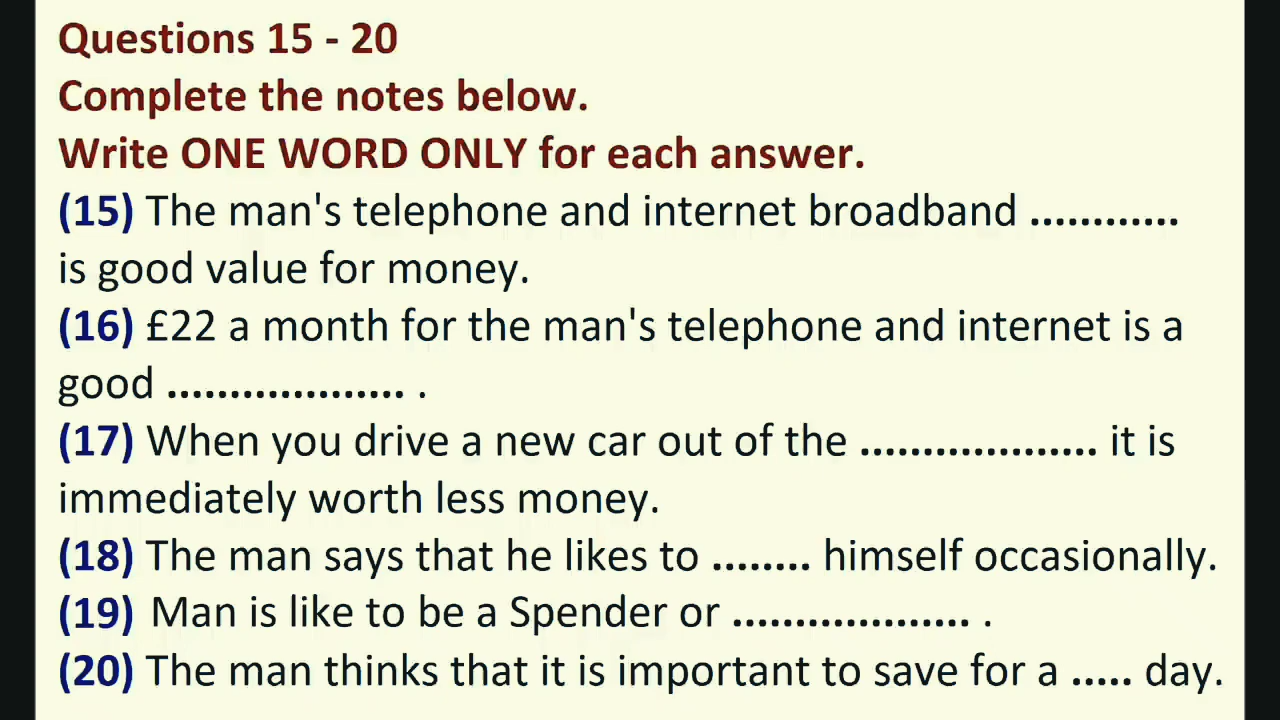 Questions 15 - 20
Complete the notes below.
Write ONE WORD ONLY for each answer.
(15) The man's telephone and internet broadband ............
is good value for money.
(16) £22 a month for the man's telephone and internet is a
good ................... .
(17) When you drive a new car out of the ................... it is
immediately worth less money.
(18) The man says that he likes to ........ himself occasionally.
(19) Man is like to be a Spender or ................... .
(20) The man thinks that it is important to save for a ..... day.